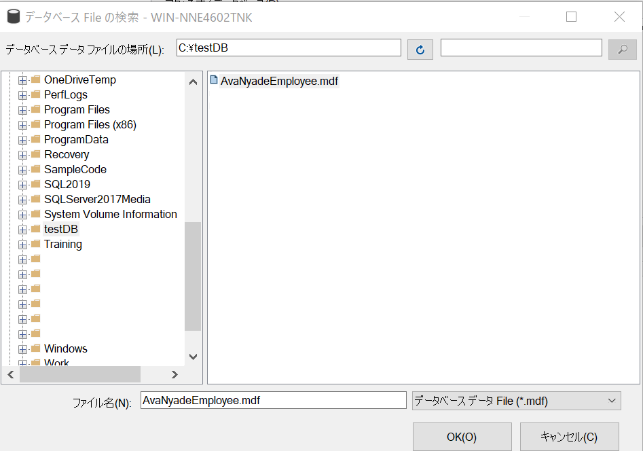 データベース File の検索 - WIN-NNE4602TNK
データベース データ ファイルの場所(L):
C:¥testDB
OneDriveTemp
PerfLogs
Program Files
Program Files (x86)
ProgramData
Recovery
SampleCode
SQL2019
SQLServer2017Media
System Volume Information
testDB
Training
Windows
Work
AvaNyadeEmployee.mdf
ファイル名(N):
AvaNyadeEmployee.mdf
データベース データ File (*.mdf)
OK(O)
キャンセル(C)